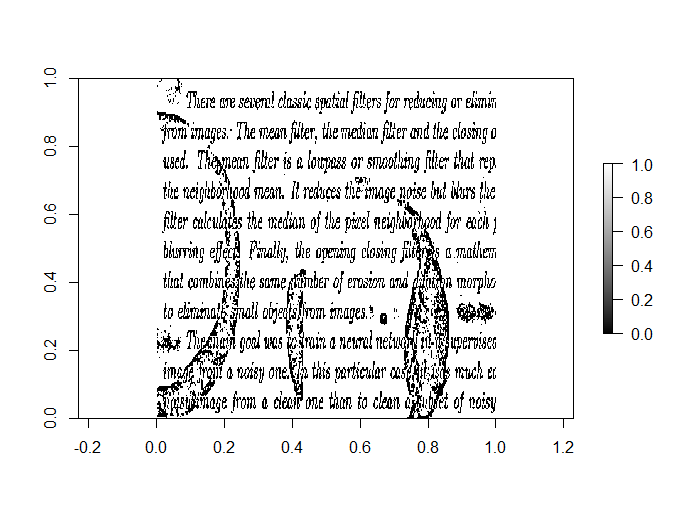 There are several classic spatial filters for reducing or elimin
from images. The mean filter, the median filter and the closing o
used. The mean filter is a lowpass or smoothing filter that rep
the neighborhood mean. It reduces the image noise but blurs the
filter calculates the median of the pixel neighborhood for each p
blurring effect. Finally, the opening closing filter is a mathem
that combines the same number of erosion and dilation morpho
to eliminate small objects from images.
The main goal was to train a neural network in a supervised
image from a noisy one. In this particular case, it is much ea
noisy image from a clean one than to clean a subset of noisy
1.0
0.8
0.6
0.4
0.2
0.0
-0.2 0.0 0.2 0.4 0.6 0.8 1.0 1.2
1.0
0.8
0.6
0.4
0.2
0.0